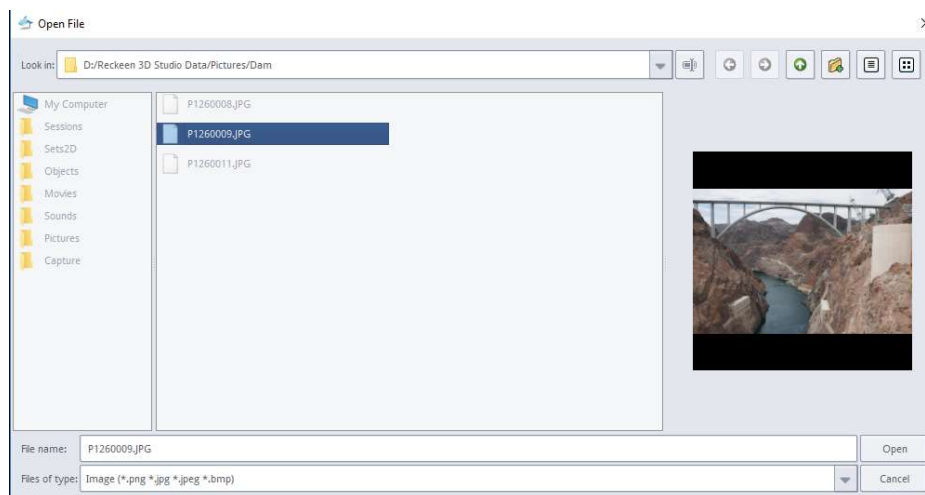 Open File
Look in: D:/Reckeen 3D Studio Data/Pictures/Dam
My Computer
Sessions
Sets2D
Objects
Movies
Sounds
Pictures
Capture
P1260008.JPG
P1260009.JPG
P1260011.JPG
File name: P1260009.JPG Open
Files of type: Image (*.png *.jpg *.jpeg *.bmp) Cancel